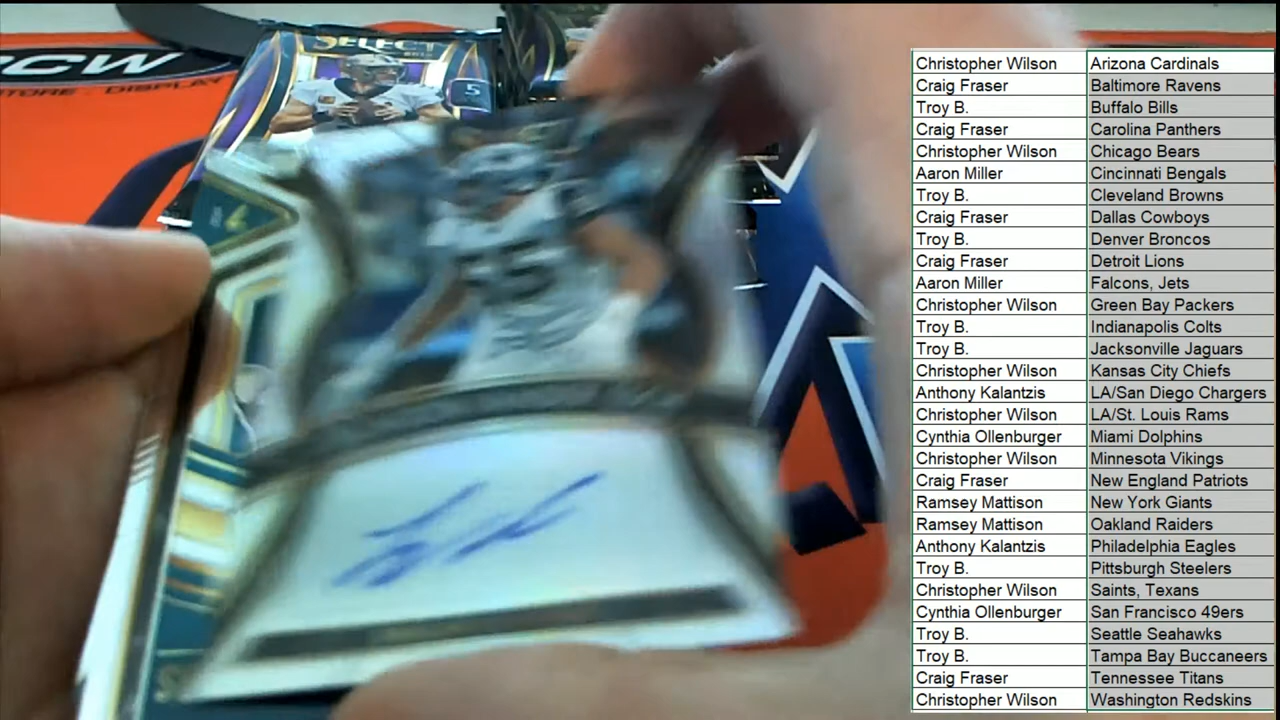 CW
TORE DISPLAY
SELECT
5
55
Christopher Wilson Arizona Cardinals
Craig Fraser Baltimore Ravens
Troy B. Buffalo Bills
Craig Fraser Carolina Panthers
Christopher Wilson Chicago Bears
Aaron Miller Cincinnati Bengals
Troy B. Cleveland Browns
Craig Fraser Dallas Cowboys
Troy B. Denver Broncos
Craig Fraser Detroit Lions
Aaron Miller Falcons, Jets
Christopher Wilson Green Bay Packers
Troy B. Indianapolis Colts
Troy B. Jacksonville Jaguars
Christopher Wilson Kansas City Chiefs
Anthony Kalantzis LA/San Diego Chargers
Christopher Wilson LA/St. Louis Rams
Cynthia Ollenburger Miami Dolphins
Christopher Wilson Minnesota Vikings
Craig Fraser New England Patriots
Ramsey Mattison New York Giants
Ramsey Mattison Oakland Raiders
Anthony Kalantzis Philadelphia Eagles
Troy B. Pittsburgh Steelers
Christopher Wilson Saints, Texans
Cynthia Ollenburger San Francisco 49ers
Troy B. Seattle Seahawks
Troy B. Tampa Bay Buccaneers
Craig Fraser Tennessee Titans
Christopher Wilson Washington Redskins